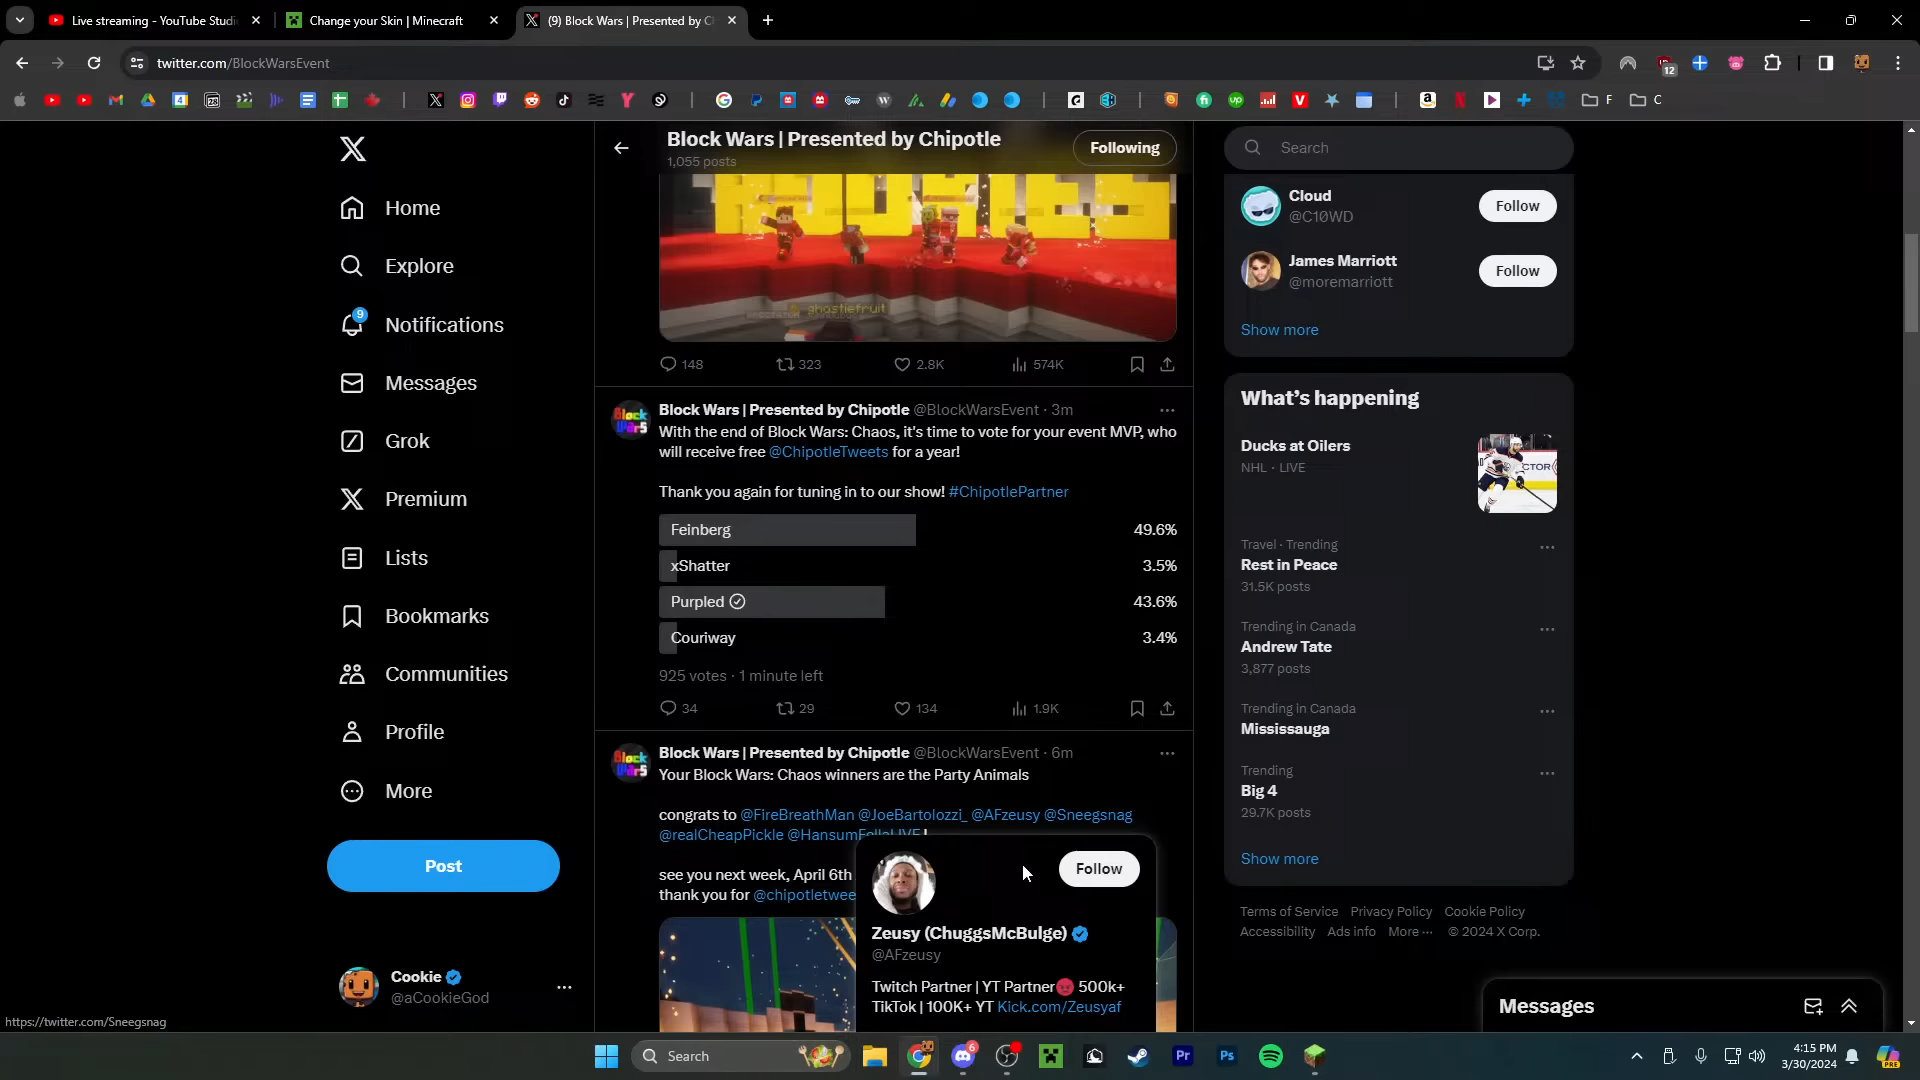 Live streaming - YouTube Studi
Change your Skin | Minecraft
(9) Block Wars | Presented by C
twitter.com/BlockWarsEvent
12
F
C
Home
Explore
9
Notifications
Messages
Grok
Premium
Lists
Bookmarks
Communities
Profile
More
Post
Cookie
@aCookieGod
https://twitter.com/Sneegsnag
Block Wars | Presented by Chipotle
1,055 posts
Following
ghostiefruit
148
323
2.8K
574K
Block Wars | Presented by Chipotle @BlockWarsEvent · 3m
With the end of Block Wars: Chaos, it's time to vote for your event MVP, who
will receive free @ChipotleTweets for a year!
Thank you again for tuning in to our show! #ChipotlePartner
Feinberg 49.6%
xShatter 3.5%
Purpled 43.6%
Couriway 3.4%
925 votes · 1 minute left
34
29
134
1.9K
Block Wars | Presented by Chipotle @BlockWarsEvent · 6m
Your Block Wars: Chaos winners are the Party Animals
congrats to @FireBreathMan @JoeBartolozzi_ @AFzeusy @Sneegsnag
@realCheapPickle @HansumFellaLIVE!
see you next week, April 6th
thank you for @chipotletwee
Follow
Zeusy (ChuggsMcBulge)
@AFzeusy
Twitch Partner | YT Partner 500k+
TikTok | 100K+ YT Kick.com/Zeusyaf
Search
Cloud
@C10WD
Follow
James Marriott
@moremarriott
Follow
Show more
What's happening
Ducks at Oilers
NHL · LIVE
Travel · Trending
Rest in Peace
31.5K posts
Trending in Canada
Andrew Tate
3,877 posts
Trending in Canada
Mississauga
Trending
Big 4
29.7K posts
Show more
Terms of Service Privacy Policy Cookie Policy
Accessibility Ads info More ··· © 2024 X Corp.
Messages
Search
6
4:15 PM
3/30/2024